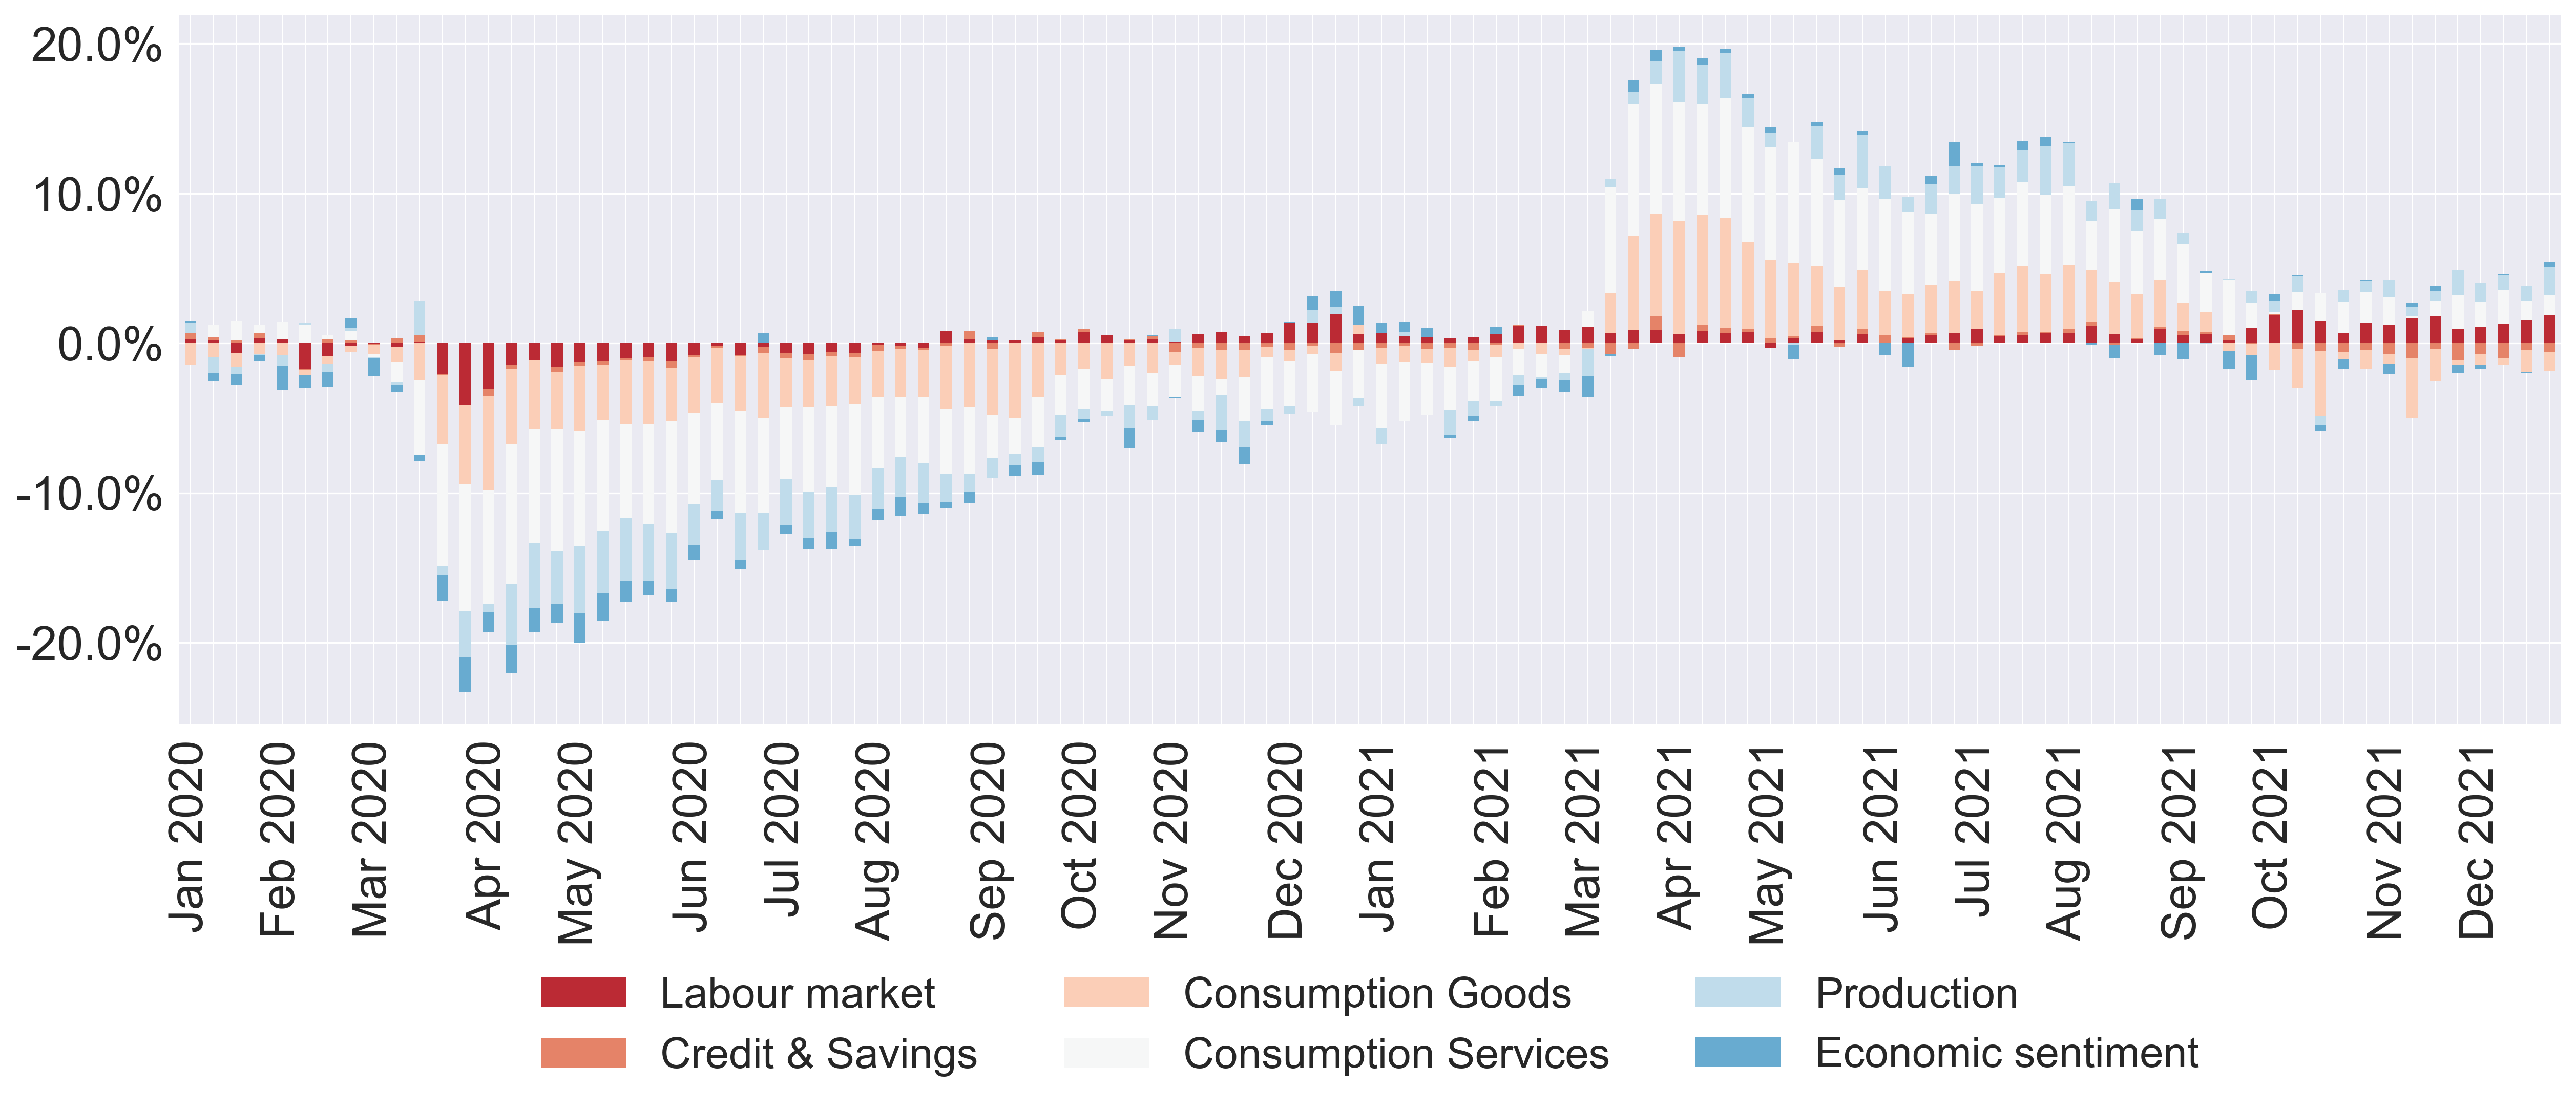 20.0%
10.0%
0.0%
-10.0%
-20.0%
Jan 2020
Feb 2020
Mar 2020
Apr 2020
May 2020
Jun 2020
Jul 2020
Aug 2020
Sep 2020
Oct 2020
Nov 2020
Dec 2020
Jan 2021
Feb 2021
Mar 2021
Apr 2021
May 2021
Jun 2021
Jul 2021
Aug 2021
Sep 2021
Oct 2021
Nov 2021
Dec 2021
Labour market
Credit & Savings
Consumption Goods
Consumption Services
Production
Economic sentiment